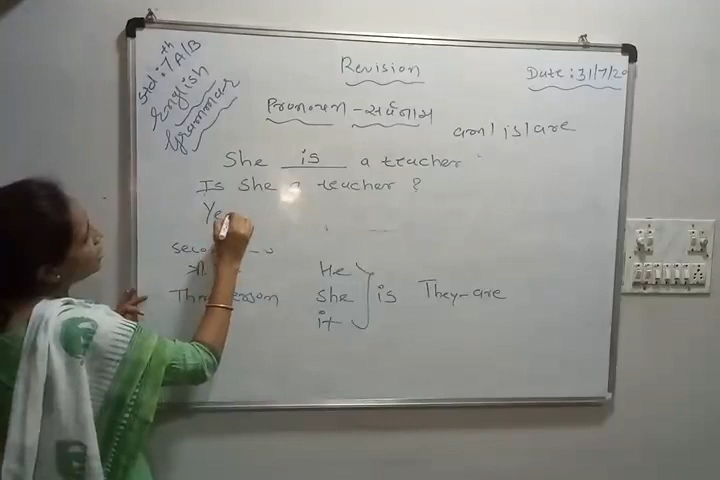 Std : 7th A/B
English
Grammar
Revision
Date : 31/7/20
Pronoun - સર્વનામ
am / is / are
She is a teacher
Is she a teacher ?
Ye
He
She
it
is
They - are